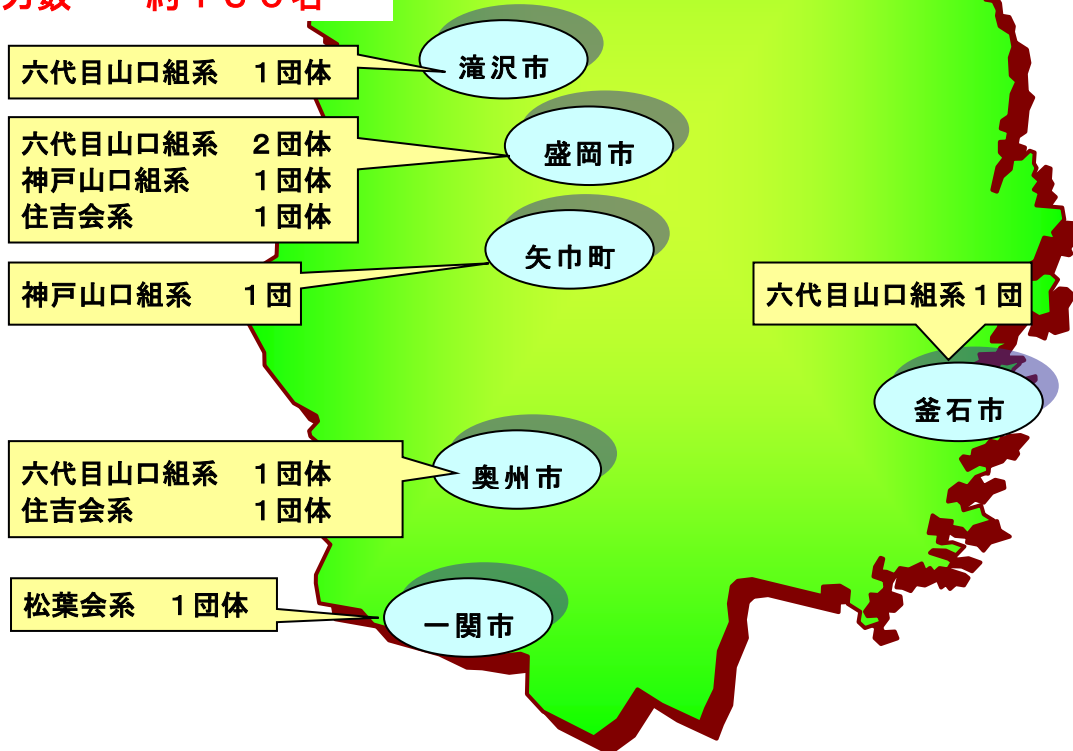 滝沢市
六代目山口組系　１団体
盛岡市
六代目山口組系　２団体
神戸山口組系　　１団体
住吉会系　　　　１団体
矢巾町
神戸山口組系　　１団
六代目山口組系１団
釜石市
奥州市
六代目山口組系　１団体
住吉会系　　　　１団体
松葉会系　１団体
一関市